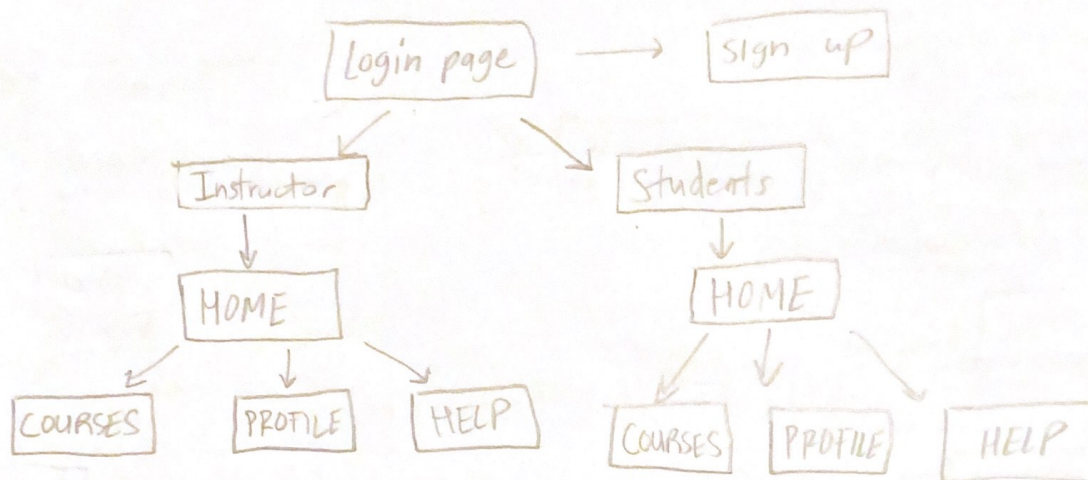 Login page
Sign up
Instructor
Students
HOME
HOME
COURSES
PROFILE
HELP
COURSES
PROFILE
HELP